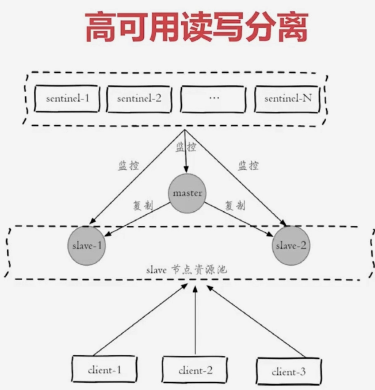 高可用读写分离
sentinel-1 sentinel-2 ... sentinel-N
监控 监控 监控
master
复制 复制
slave-1 slave-2
slave 节点资源池
client-1 client-2 client-3